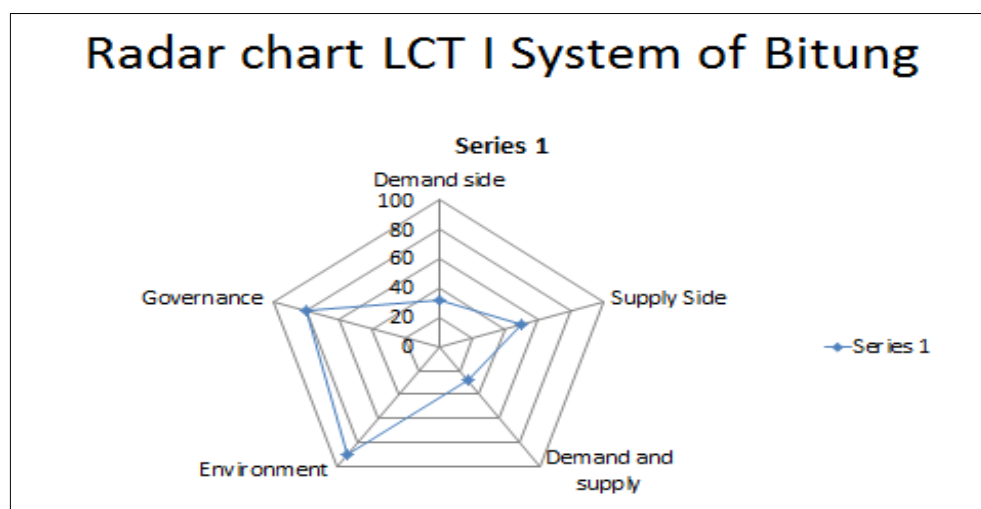 Radar chart LCT I System of Bitung
Series 1
Demand side
100
80
60
40
20
0
Governance
Supply Side
Series 1
Environment
Demand and
supply